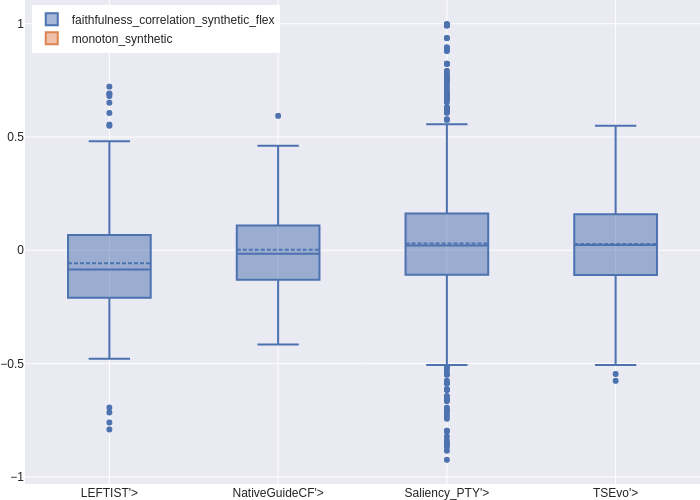 faithfulness_correlation_synthetic_flex
monoton_synthetic
1
0.5
0
−0.5
−1
LEFTIST'>
NativeGuideCF'>
Saliency_PTY'>
TSEvo'>